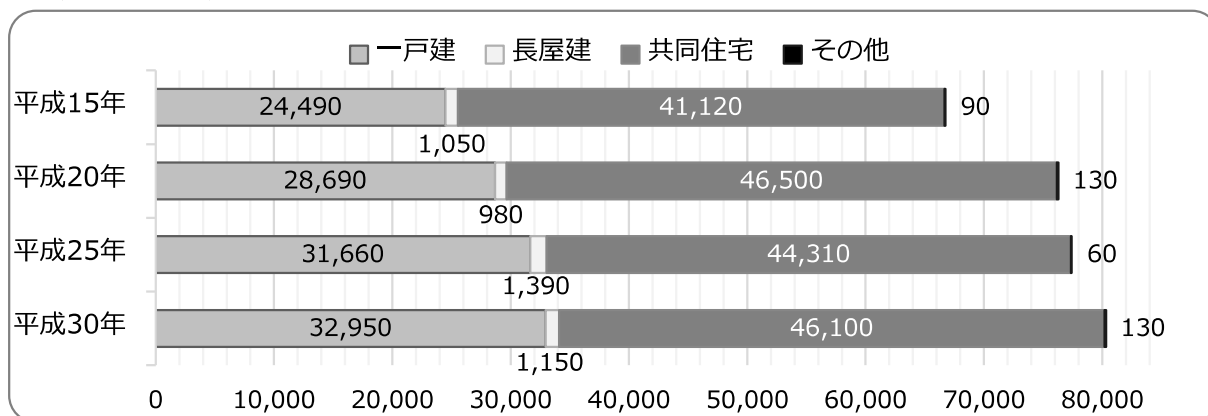 一戸建 長屋建 共同住宅 その他
平成15年 24,490 41,120 90
1,050
平成20年 28,690 46,500 130
980
平成25年 31,660 44,310 60
1,390
平成30年 32,950 46,100 130
1,150
0 10,000 20,000 30,000 40,000 50,000 60,000 70,000 80,000